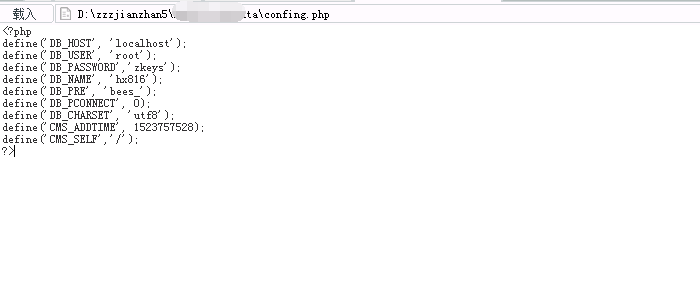 载入 D:\zzzjianzhan5\ ta\confing.php
<?php
define('DB_HOST', 'localhost');
define('DB_USER', 'root');
define('DB_PASSWORD','zkeys');
define('DB_NAME', 'hx816');
define('DB_PRE', 'bees_');
define('DB_PCONNECT', 0);
define('DB_CHARSET', 'utf8');
define('CMS_ADDTIME', 1523757528);
define('CMS_SELF','/');
?>